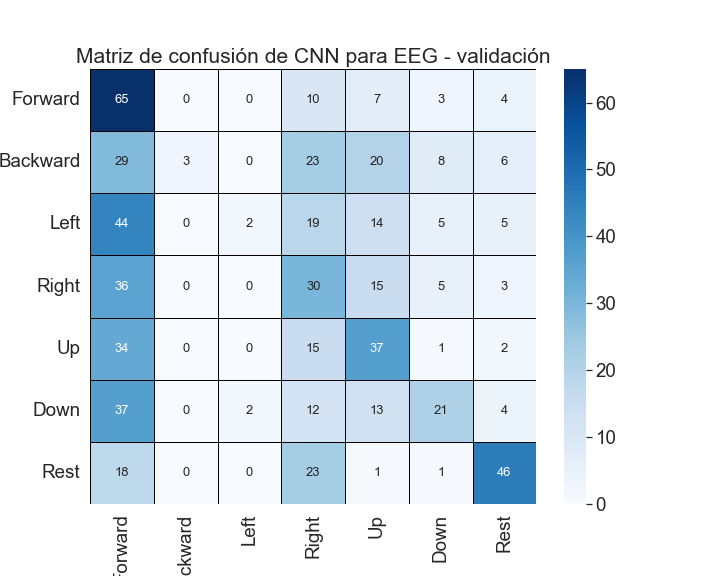 Matriz de confusión de CNN para EEG - validación
Forward 65 0 0 10 7 3 4
Backward 29 3 0 23 20 8 6
Left 44 0 2 19 14 5 5
Right 36 0 0 30 15 5 3
Up 34 0 0 15 37 1 2
Down 37 0 2 12 13 21 4
Rest 18 0 0 23 1 1 46
Forward ckward Left Right Up Down Rest
60
50
40
30
20
10
0